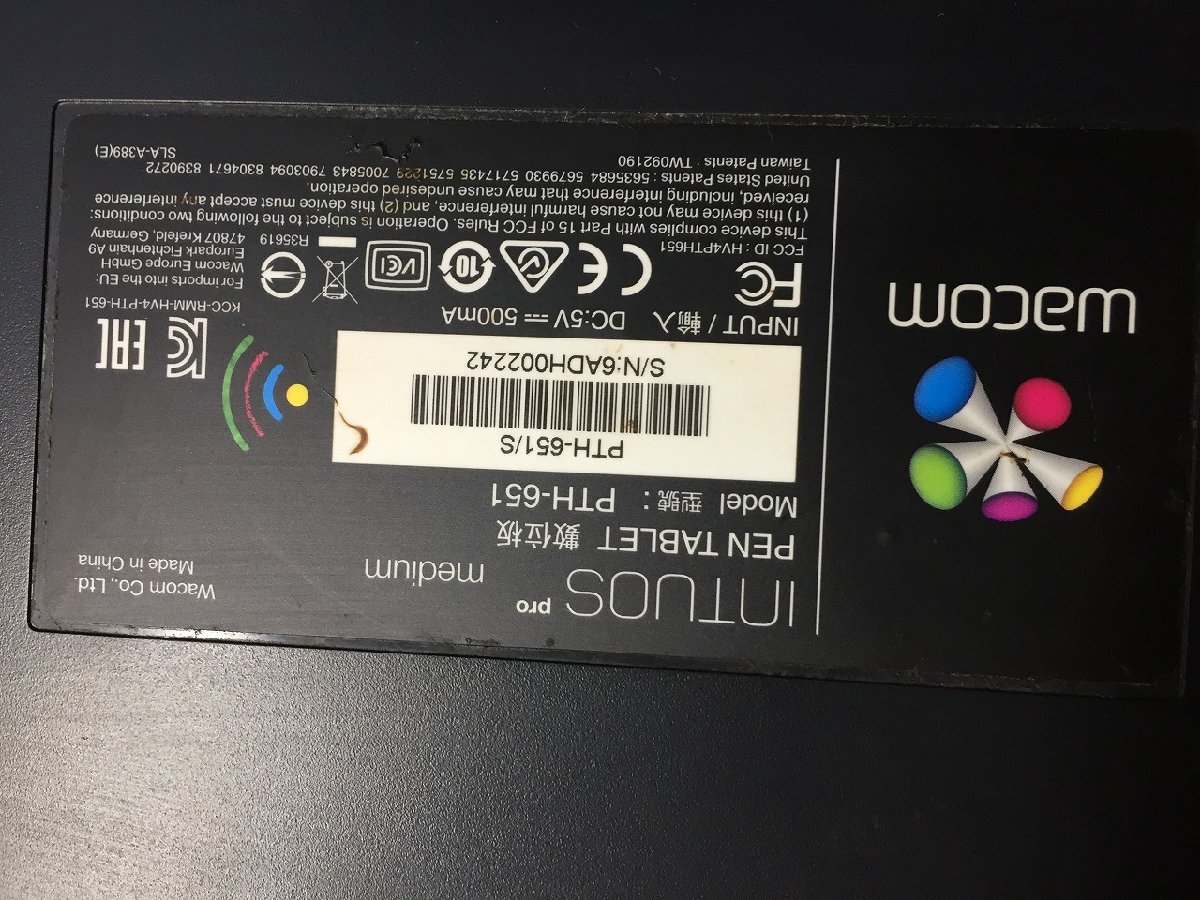 wacom
INTUOS pro medium
PEN TABLET 數位板
Model 型號： PTH-651
Wacom Co., Ltd.
Made in China
PTH-651/S
S/N:6ADH002242
INPUT / 輸入 DC:5V ⎓ 500mA
FC CE 10 VCI
FCC ID : HV4PTH651
R35619
EAC
KCC-RMM-HV4-PTH-651
For imports into the EU:
Wacom Europe GmbH
Europark Fichtenhain A9
47807 Krefeld, Germany
This device complies with Part 15 of FCC Rules. Operation is subject to the following two conditions:
(1) this device may not cause harmful interference, and (2) this device must accept any interference
received, including interference that may cause undesired operation.
United States Patents : 5635684 5679930 5717435 5751229 7005843 7903094 8304671 8390272
Taiwan Patents : TW092190
SLA-A389(E)